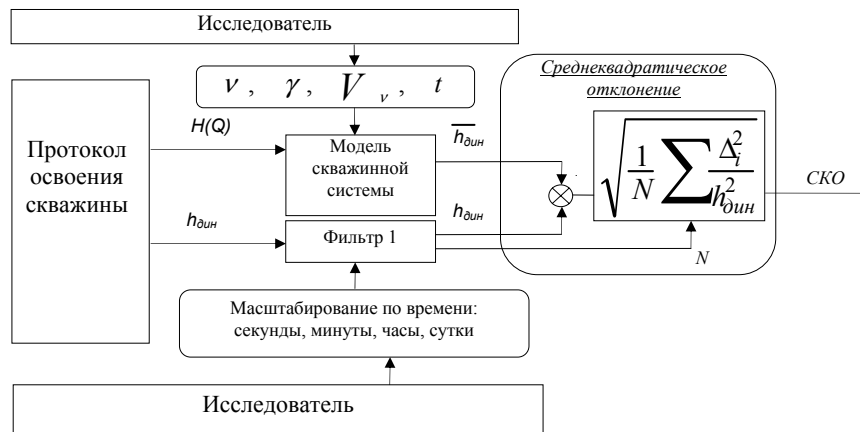 Исследователь
ν , γ, V ν , t
Среднеквадратическое
отклонение
Протокол
освоения
скважины
H(Q)
Модель
скважинной
системы
h̅дин
√(1/N ∑ Δi²/h²дин)
СКО
hдин
Фильтр 1
hдин
N
Масштабирование по времени:
секунды, минуты, часы, сутки
Исследователь